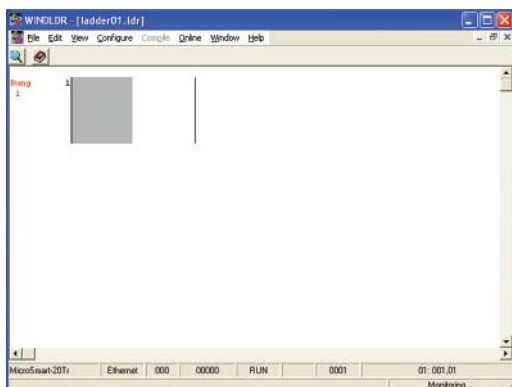 WINDLDR - [ladder01.ldr]
File Edit View Configure Compile Online Window Help
Rung 1
1
MicroSmart-20Tr Ethernet 000 00000 RUN 0001 01: 001,01
Monitoring ...